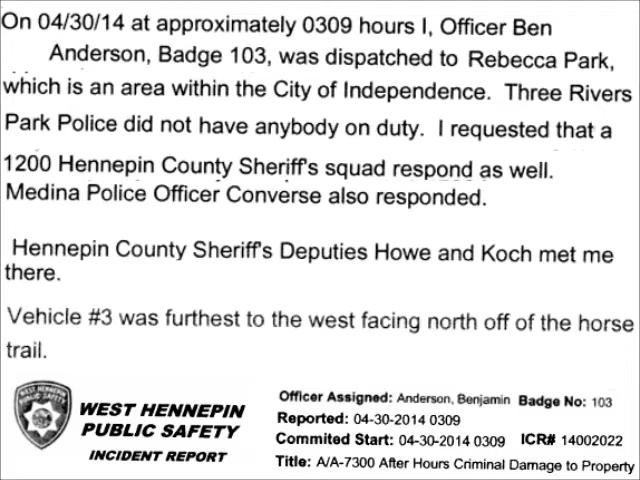 On 04/30/14 at approximately 0309 hours I, Officer Ben
Anderson, Badge 103, was dispatched to Rebecca Park,
which is an area within the City of Independence. Three Rivers
Park Police did not have anybody on duty. I requested that a
1200 Hennepin County Sheriff's squad respond as well.
Medina Police Officer Converse also responded.
Hennepin County Sheriff's Deputies Howe and Koch met me
there.
Vehicle #3 was furthest to the west facing north off of the horse
trail.
WEST HENNEPIN
PUBLIC SAFETY
INCIDENT REPORT
Officer Assigned: Anderson, Benjamin Badge No: 103
Reported: 04-30-2014 0309
Commited Start: 04-30-2014 0309 ICR# 14002022
Title: A/A-7300 After Hours Criminal Damage to Property